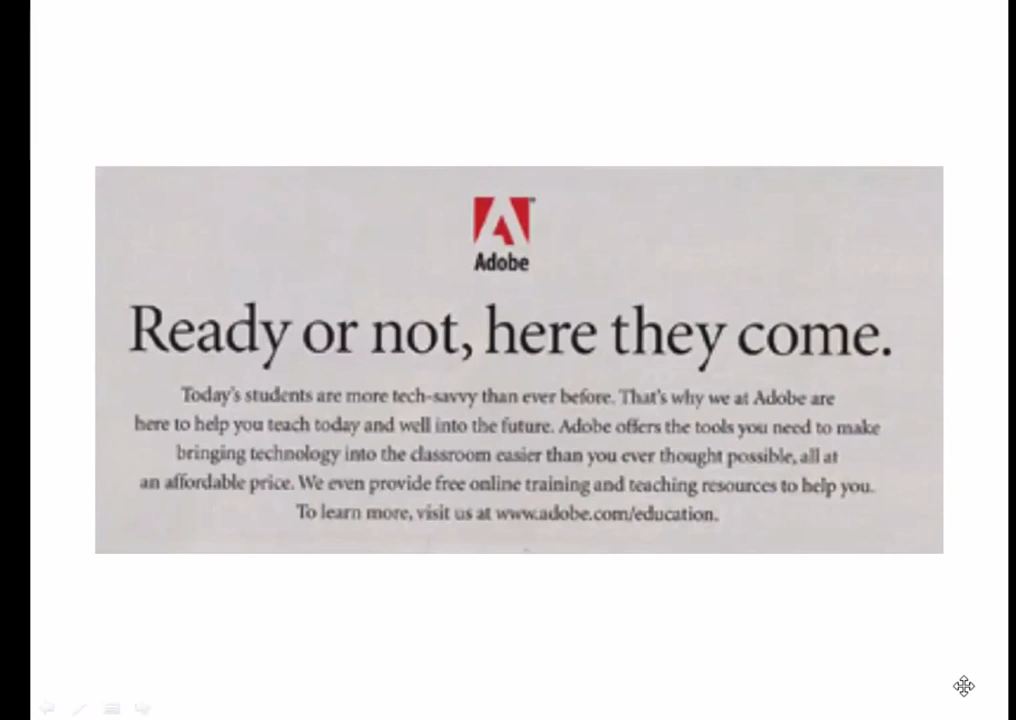 Adobe
Ready or not, here they come.
Today's students are more tech-savvy than ever before. That's why we at Adobe are
here to help you teach today and well into the future. Adobe offers the tools you need to make
bringing technology into the classroom easier than you ever thought possible, all at
an affordable price. We even provide free online training and teaching resources to help you.
To learn more, visit us at www.adobe.com/education.